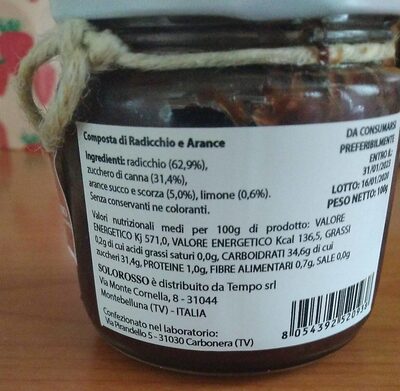 Composta di Radicchio e Arance
Ingredienti: radicchio (62,9%),
zucchero di canna (31,4%),
arance succo e scorza (5,0%), limone (0,6%).
Senza conservanti ne coloranti.
Valori nutrizionali medi per 100g di prodotto: VALORE
ENERGETICO Kj 571,0, VALORE ENERGETICO Kcal 136,5, GRASSI
0,2g di cui acidi grassi saturi 0,0g, CARBOIDRATI 34,6g di cui
zuccheri 31,4g, PROTEINE 1,0g, FIBRE ALIMENTARI 0,7g, SALE 0,0g
SOLOROSSO è distribuito da Tempo srl
Via Monte Cornella, 8 - 31044
Montebelluna (TV) - ITALIA
Confezionato nel laboratorio:
Via Pirandello 5 - 31030 Carbonera (TV)
DA CONSUMARSI
PREFERIBILMENTE
ENTRO IL:
31/01/2023
LOTTO: 16/01/2020
PESO NETTO: 100g